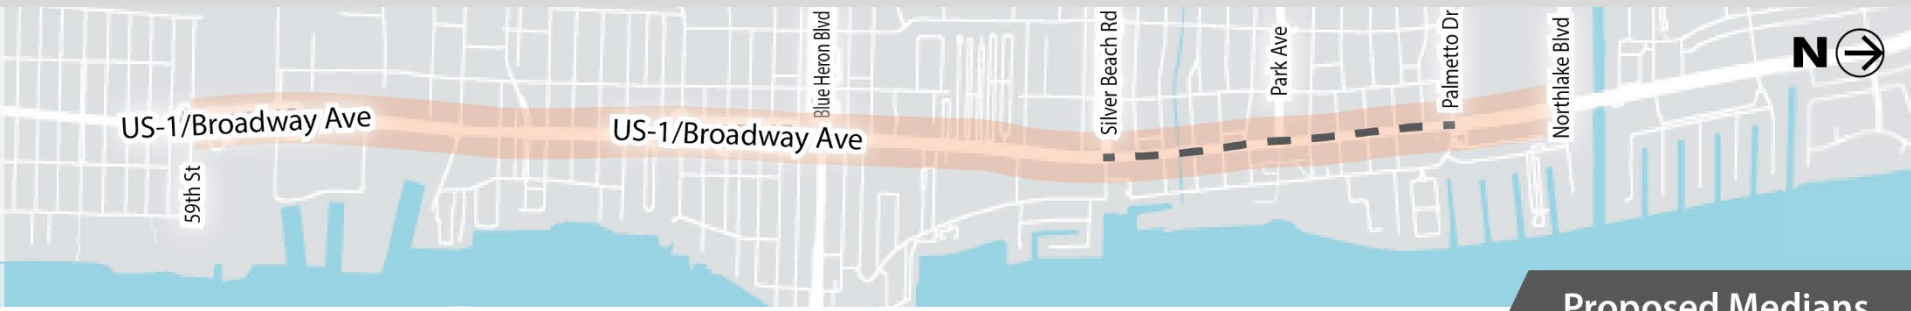 US-1/Broadway Ave
59th St
US-1/Broadway Ave
Blue Heron Blvd
Silver Beach Rd
Park Ave
Palmetto Dr
Northlake Blvd
N
Proposed Medians